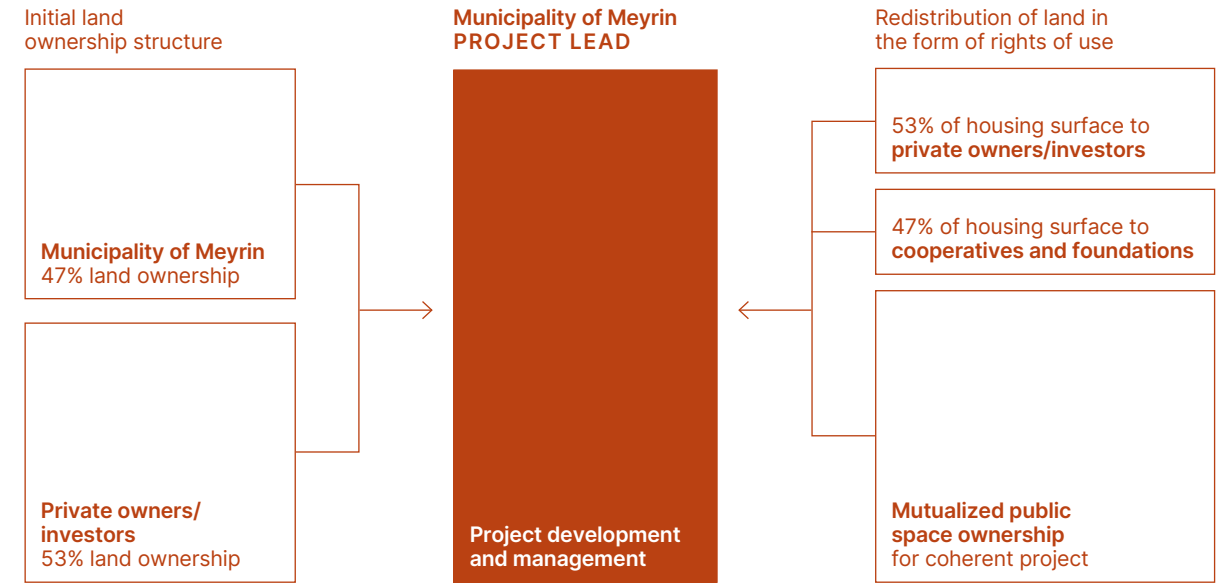 Initial land
ownership structure
Municipality of Meyrin
47% land ownership
Private owners/
investors
53% land ownership
Municipality of Meyrin
PROJECT LEAD
Project development
and management
Redistribution of land in
the form of rights of use
53% of housing surface to
private owners/investors
47% of housing surface to
cooperatives and foundations
Mutualized public
space ownership
for coherent project